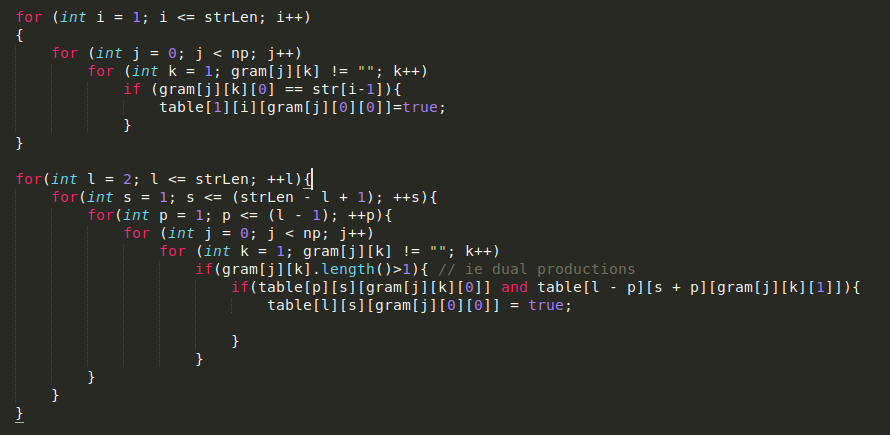 for (int i = 1; i <= strLen; i++)
{
    for (int j = 0; j < np; j++)
        for (int k = 1; gram[j][k] != ""; k++)
            if (gram[j][k][0] == str[i-1]){
                table[1][i][gram[j][0][0]]=true;
            }
}

for(int l = 2; l <= strLen; ++l){
    for(int s = 1; s <= (strLen - l + 1); ++s){
        for(int p = 1; p <= (l - 1); ++p){
            for (int j = 0; j < np; j++)
                for (int k = 1; gram[j][k] != ""; k++)
                    if(gram[j][k].length()>1){ // ie dual productions
                        if(table[p][s][gram[j][k][0]] and table[l - p][s + p][gram[j][k][1]]){
                            table[l][s][gram[j][0][0]] = true;

                        }
                    }
        }
    }
}